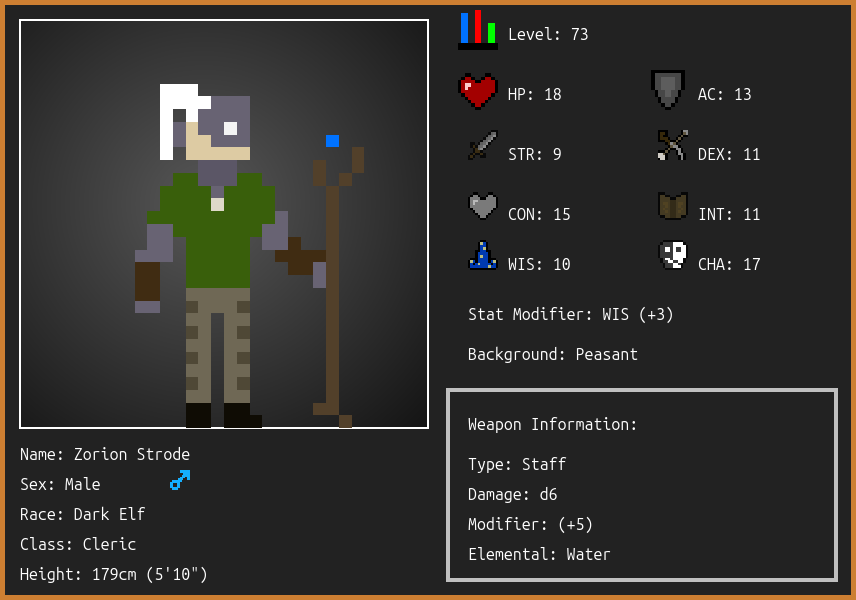 Level: 73
HP: 18
AC: 13
STR: 9
DEX: 11
CON: 15
INT: 11
WIS: 10
CHA: 17
Stat Modifier: WIS (+3)
Background: Peasant
Weapon Information:
Type: Staff
Damage: d6
Modifier: (+5)
Elemental: Water
Name: Zorion Strode
Sex: Male
Race: Dark Elf
Class: Cleric
Height: 179cm (5'10")